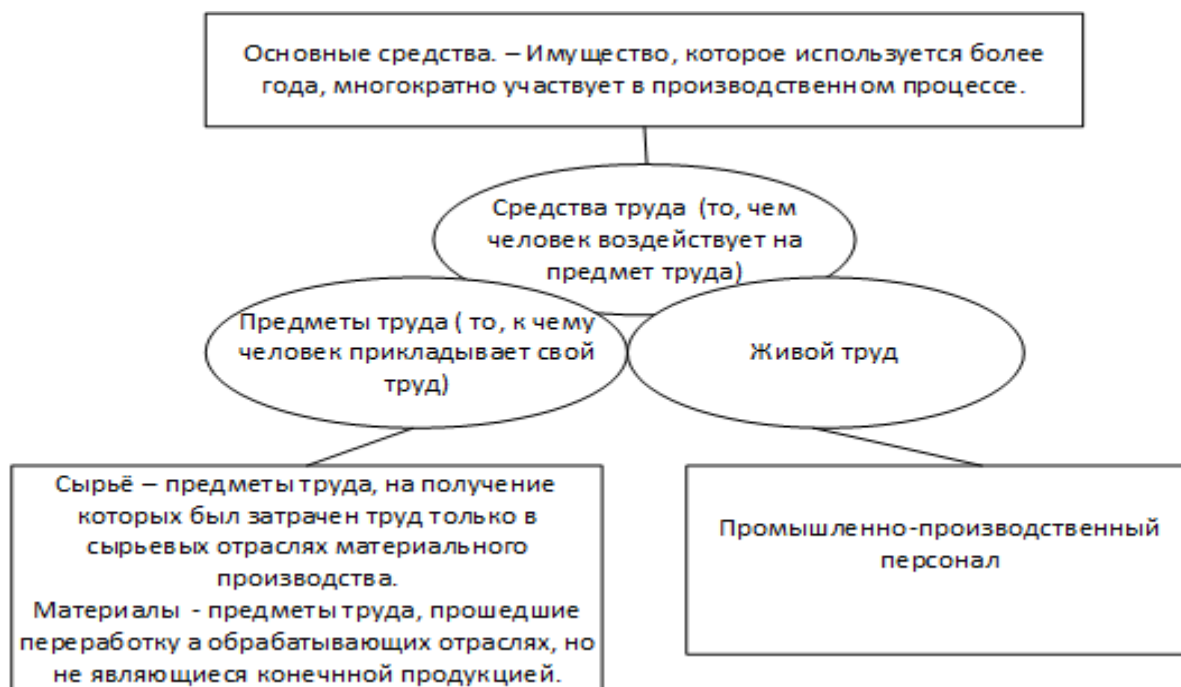 Основные средства. – Имущество, которое используется более
года, многократно участвует в производственном процессе.
Средства труда (то, чем
человек воздействует на
предмет труда)
Предметы труда ( то, к чему
человек прикладывает свой
труд)
Живой труд
Сырьё – предметы труда, на получение
которых был затрачен труд только в
сырьевых отраслях материального
производства.
Материалы - предметы труда, прошедшие
переработку а обрабатывающих отраслях, но
не являющиеся конечнной продукцией.
Промышленно-производственный
персонал